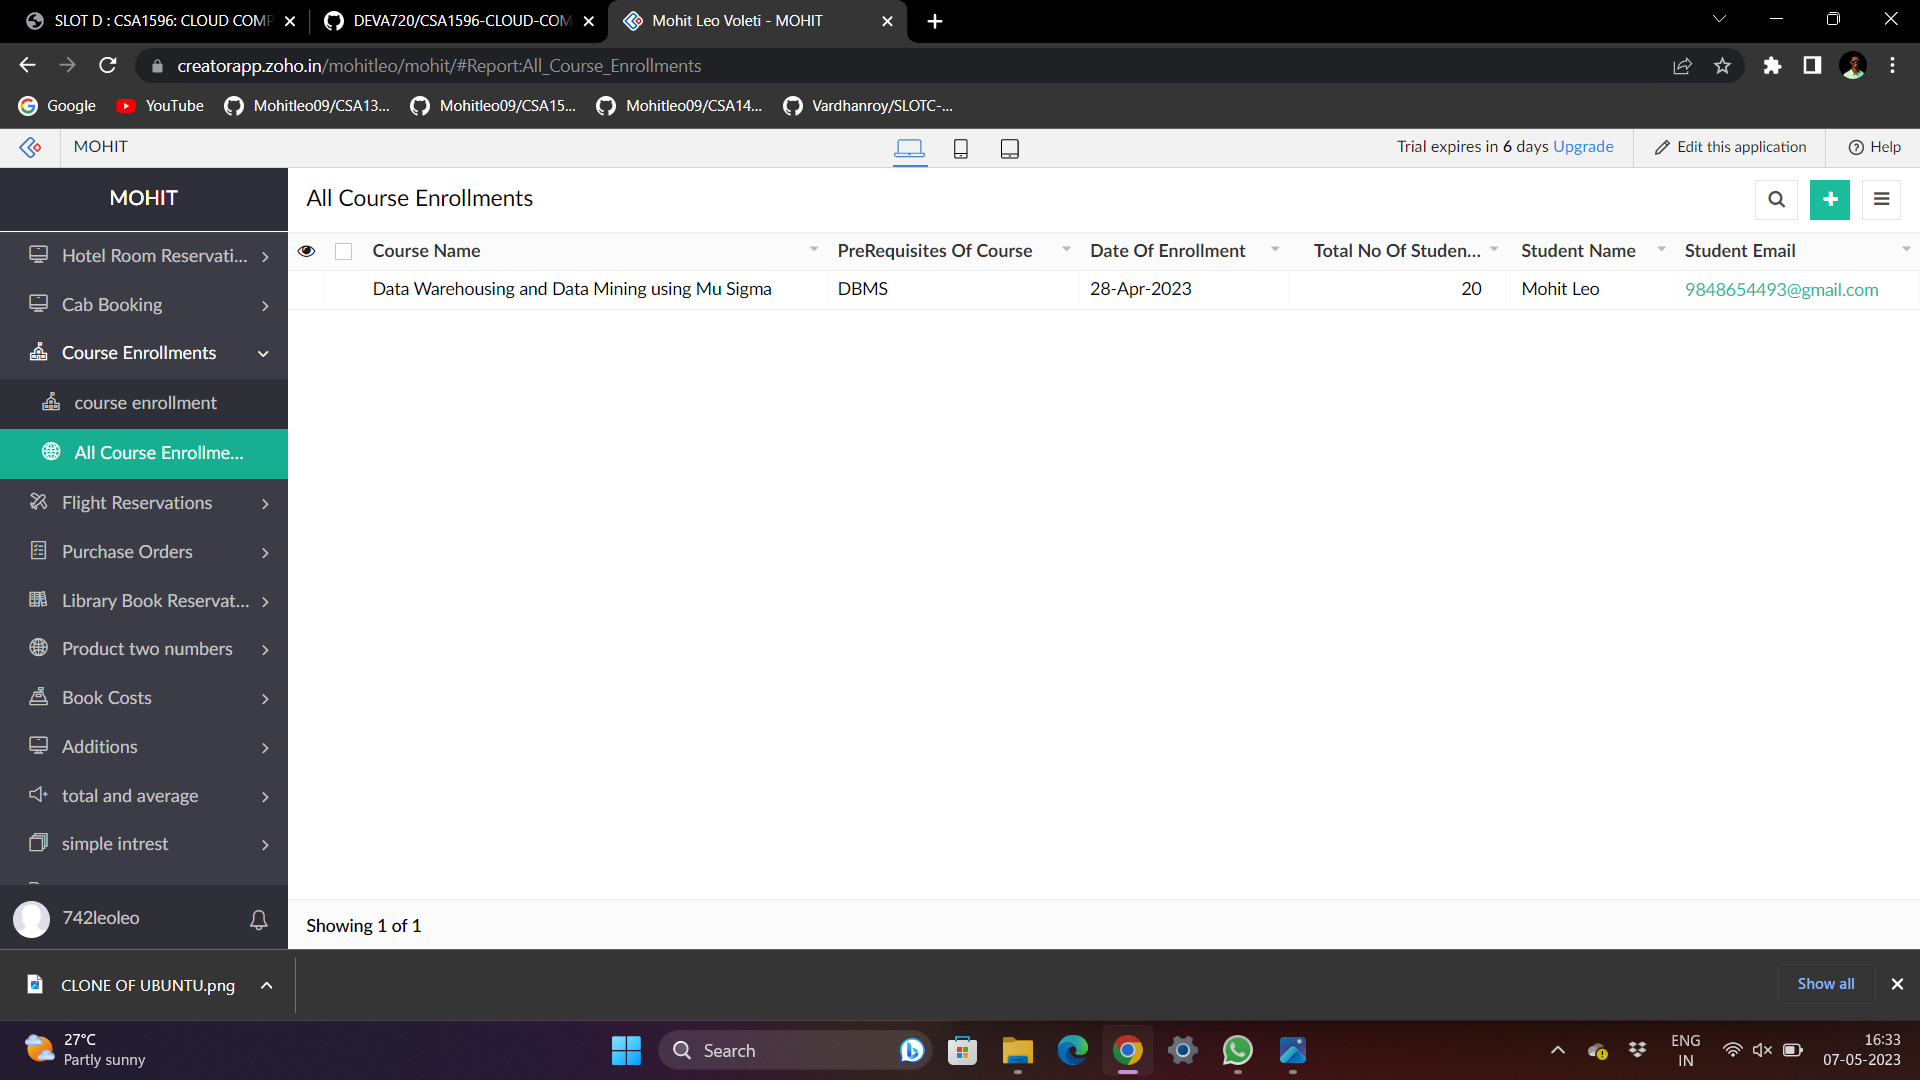 SLOT D : CSA1596: CLOUD COMP
DEVA720/CSA1596-CLOUD-COM
Mohit Leo Voleti - MOHIT
creatorapp.zoho.in/mohitleo/mohit/#Report:All_Course_Enrollments
Google
YouTube
Mohitleo09/CSA13...
Mohitleo09/CSA15...
Mohitleo09/CSA14...
Vardhanroy/SLOTC-...
MOHIT
Trial expires in 6 days Upgrade
Edit this application
Help
MOHIT
All Course Enrollments
Hotel Room Reservati...
Cab Booking
Course Enrollments
course enrollment
All Course Enrollme...
Flight Reservations
Purchase Orders
Library Book Reservat...
Product two numbers
Book Costs
Additions
total and average
simple intrest
742leoleo
Course Name PreRequisites Of Course Date Of Enrollment Total No Of Studen... Student Name Student Email
Data Warehousing and Data Mining using Mu Sigma DBMS 28-Apr-2023 20 Mohit Leo 9848654493@gmail.com
Showing 1 of 1
CLONE OF UBUNTU.png
Show all
27°C
Partly sunny
Search
ENG
IN
16:33
07-05-2023